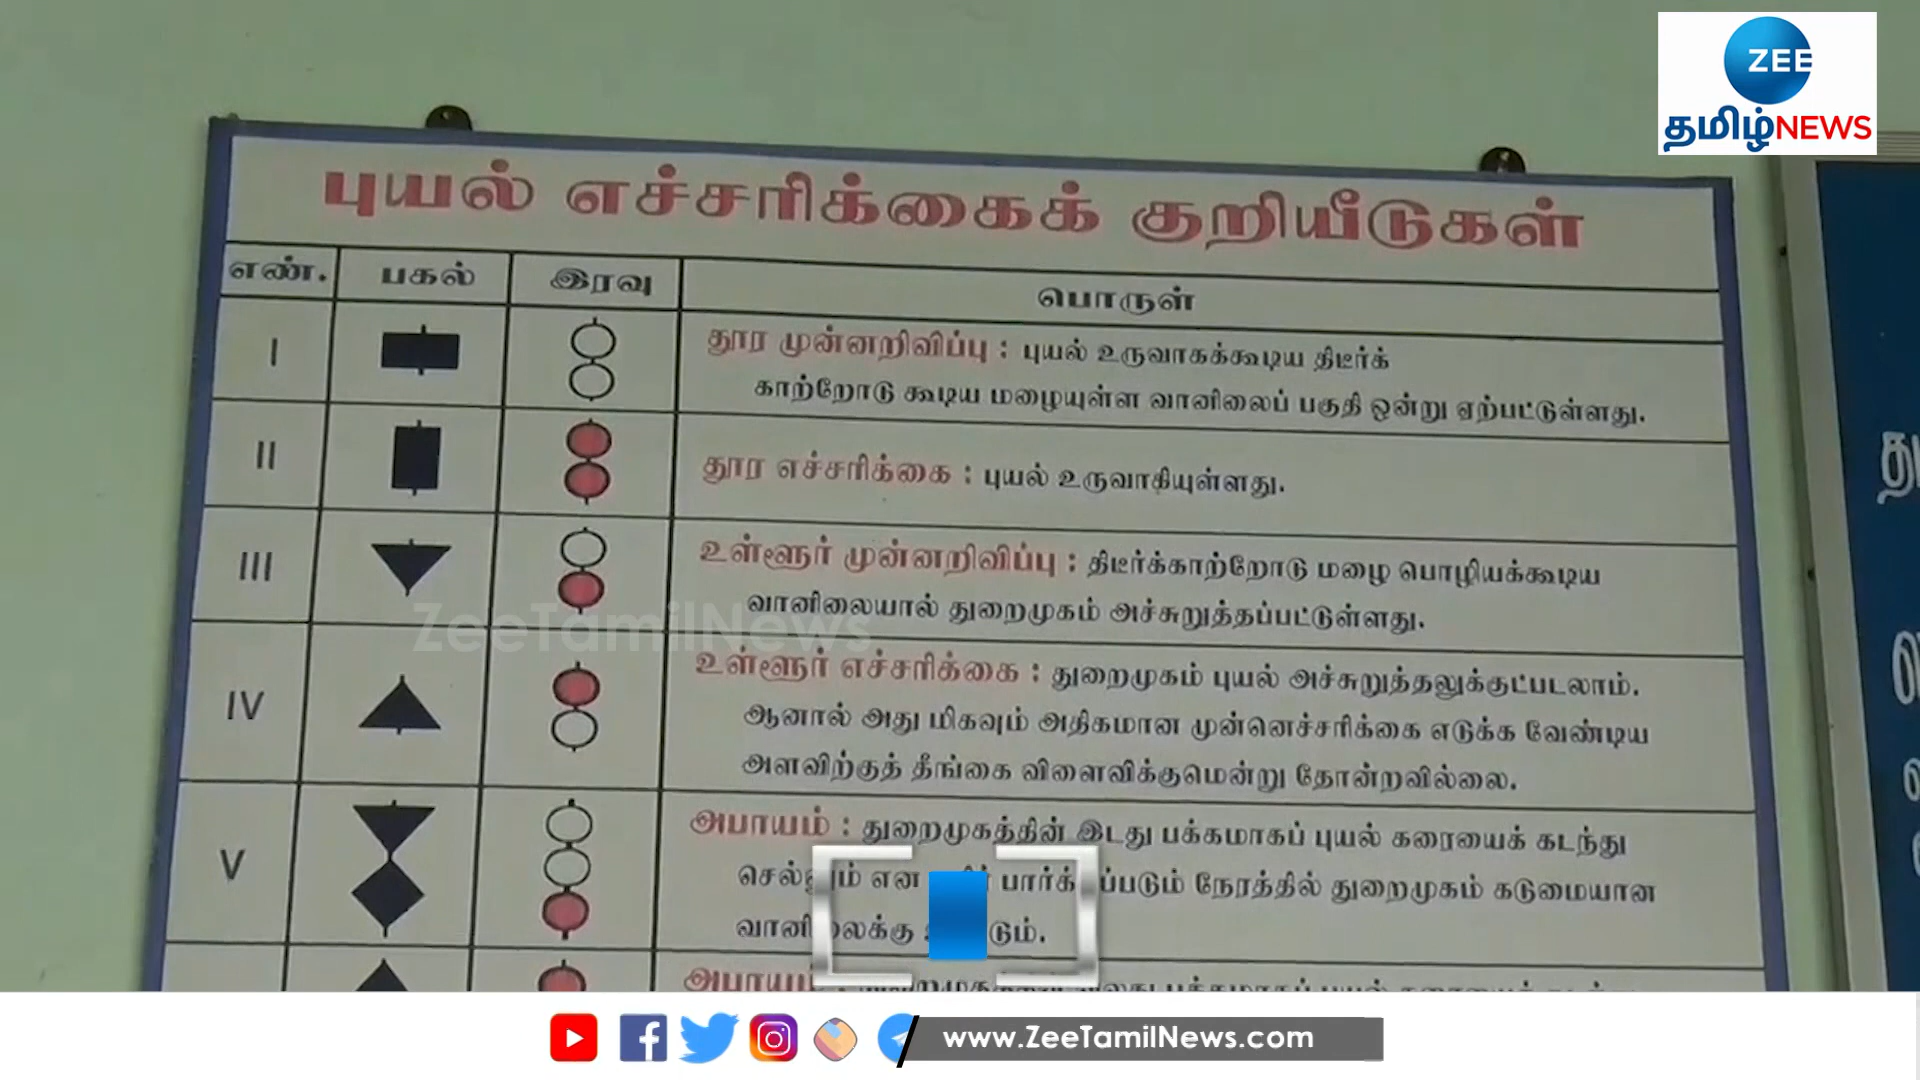 ZEE
தமிழ்NEWS
புயல் எச்சரிக்கைக் குறியீடுகள்
எண்.
பகல்
இரவு
பொருள்
I
தூர முன்னறிவிப்பு : புயல் உருவாகக்கூடிய திடீர்க்
காற்றோடு கூடிய மழையுள்ள வானிலைப் பகுதி ஒன்று ஏற்பட்டுள்ளது.
II
தூர எச்சரிக்கை : புயல் உருவாகியுள்ளது.
III
உள்ளூர் முன்னறிவிப்பு : திடீர்க்காற்றோடு மழை பொழியக்கூடிய
வானிலையால் துறைமுகம் அச்சுறுத்தப்பட்டுள்ளது.
ZeeTamilNews
IV
உள்ளூர் எச்சரிக்கை : துறைமுகம் புயல் அச்சுறுத்தலுக்குட்படலாம்.
ஆனால் அது மிகவும் அதிகமான முன்னெச்சரிக்கை எடுக்க வேண்டிய
அளவிற்குத் தீங்கை விளைவிக்குமென்று தோன்றவில்லை.
V
அபாயம் : துறைமுகத்தின் இடது பக்கமாகப் புயல் கரையைக் கடந்து
செல்லும் என நேரத்தில் துறைமுகம் கடுமையான
வானிலைக்கு
அபாயம் :
www.ZeeTamilNews.com